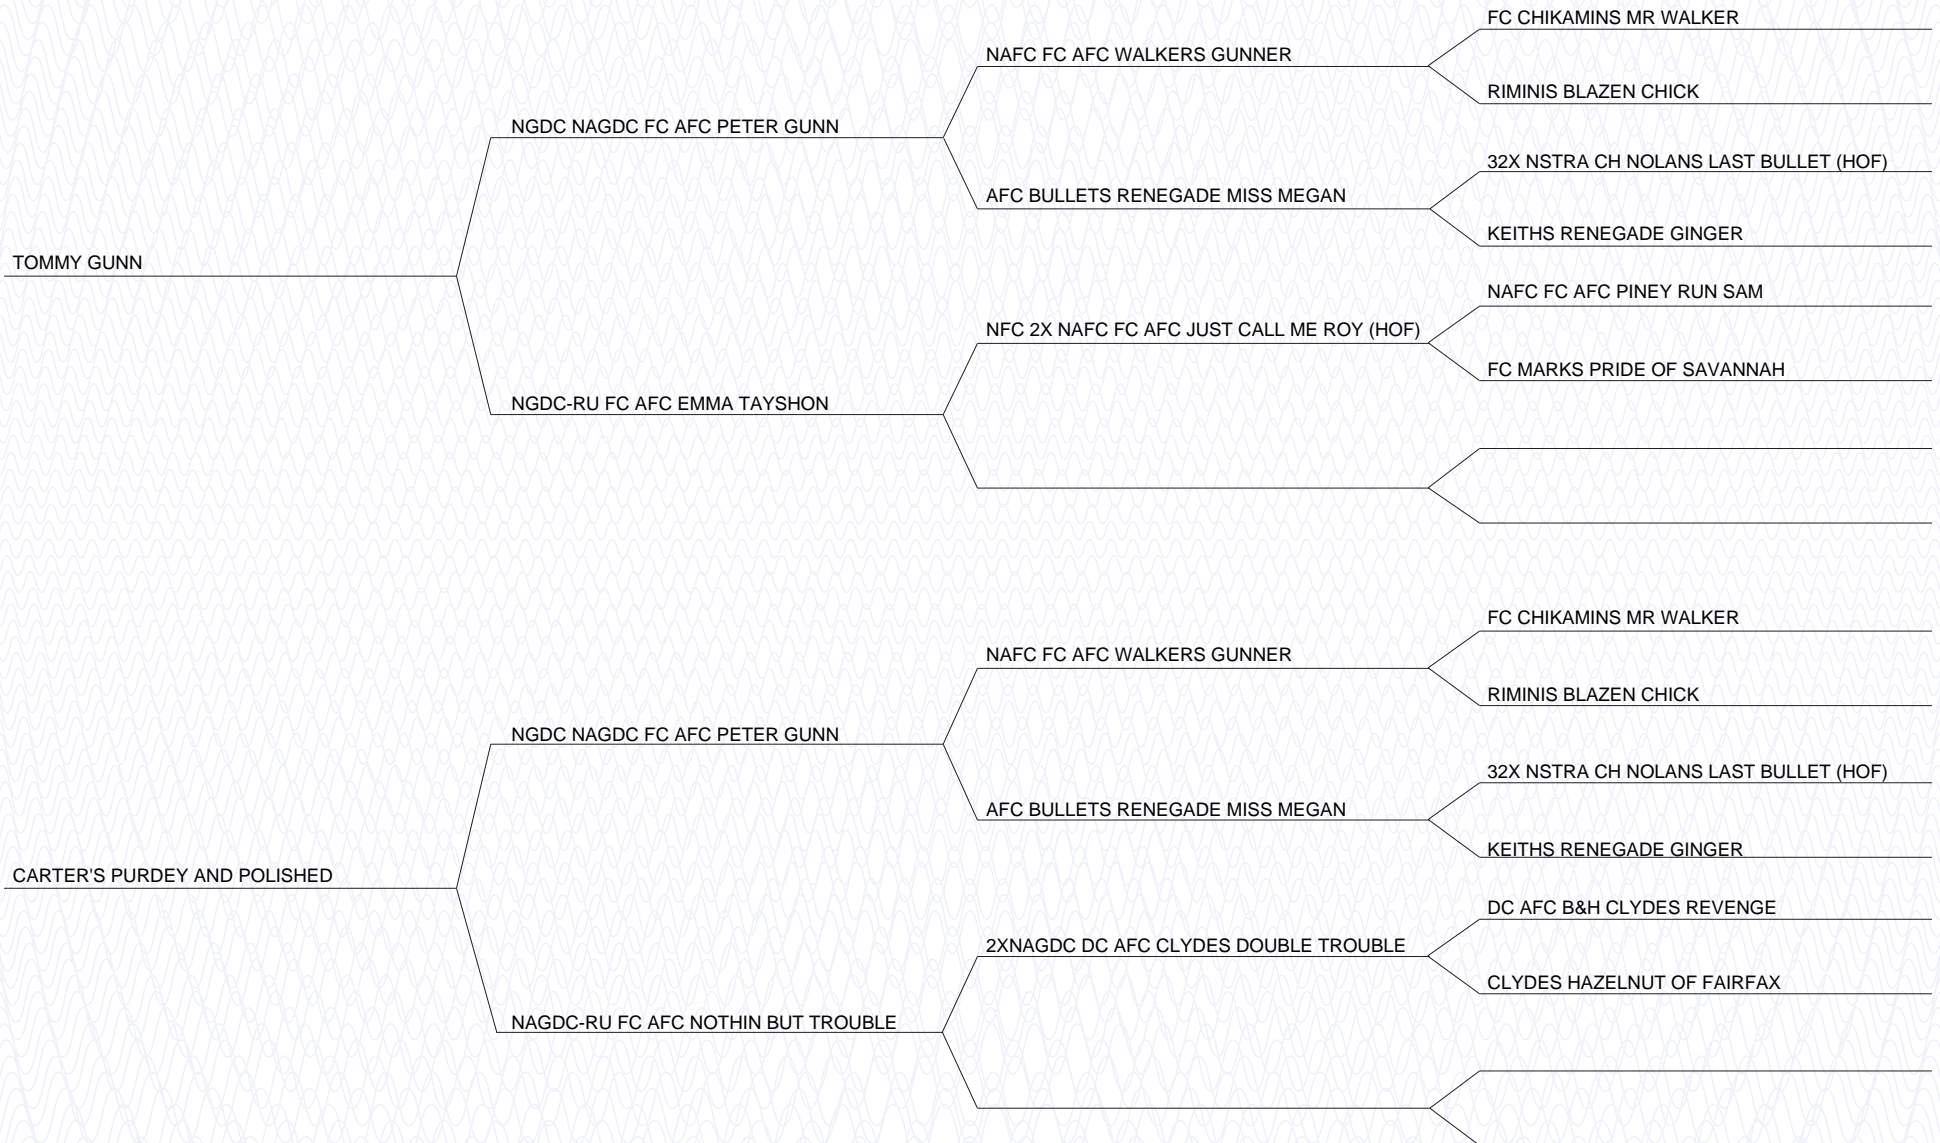 FC CHIKAMINS MR WALKER
NAFC FC AFC WALKERS GUNNER
RIMINIS BLAZEN CHICK
NGDC NAGDC FC AFC PETER GUNN
32X NSTRA CH NOLANS LAST BULLET (HOF)
AFC BULLETS RENEGADE MISS MEGAN
KEITHS RENEGADE GINGER
TOMMY GUNN
NAFC FC AFC PINEY RUN SAM
NFC 2X NAFC FC AFC JUST CALL ME ROY (HOF)
FC MARKS PRIDE OF SAVANNAH
NGDC-RU FC AFC EMMA TAYSHON
FC CHIKAMINS MR WALKER
NAFC FC AFC WALKERS GUNNER
RIMINIS BLAZEN CHICK
NGDC NAGDC FC AFC PETER GUNN
32X NSTRA CH NOLANS LAST BULLET (HOF)
AFC BULLETS RENEGADE MISS MEGAN
KEITHS RENEGADE GINGER
CARTER'S PURDEY AND POLISHED
DC AFC B&H CLYDES REVENGE
2XNAGDC DC AFC CLYDES DOUBLE TROUBLE
CLYDES HAZELNUT OF FAIRFAX
NAGDC-RU FC AFC NOTHIN BUT TROUBLE